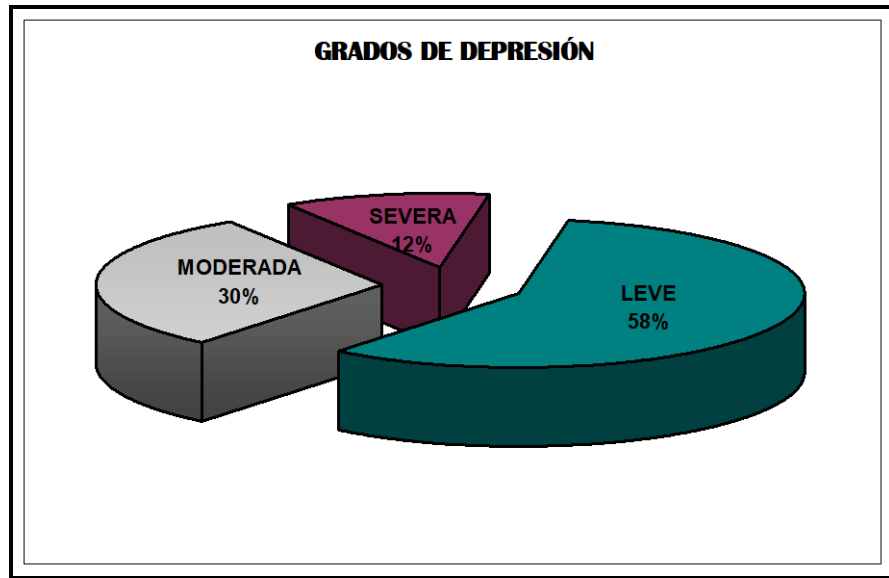 GRADOS DE DEPRESIÓN
SEVERA
12%
MODERADA
30%
LEVE
58%